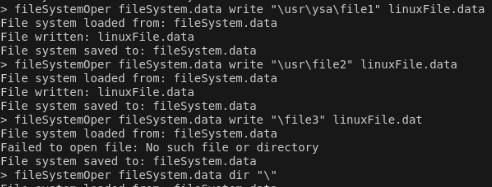 > fileSystemOper fileSystem.data write "\usr\ysa\file1" linuxFile.data
File system loaded from: fileSystem.data
File written: linuxFile.data
File system saved to: fileSystem.data
> fileSystemOper fileSystem.data write "\usr\file2" linuxFile.data
File system loaded from: fileSystem.data
File written: linuxFile.data
File system saved to: fileSystem.data
> fileSystemOper fileSystem.data write "\file3" linuxFile.dat
File system loaded from: fileSystem.data
Failed to open file: No such file or directory
File system saved to: fileSystem.data
> fileSystemOper fileSystem.data dir "\"
File system loaded from: fileSystem.data